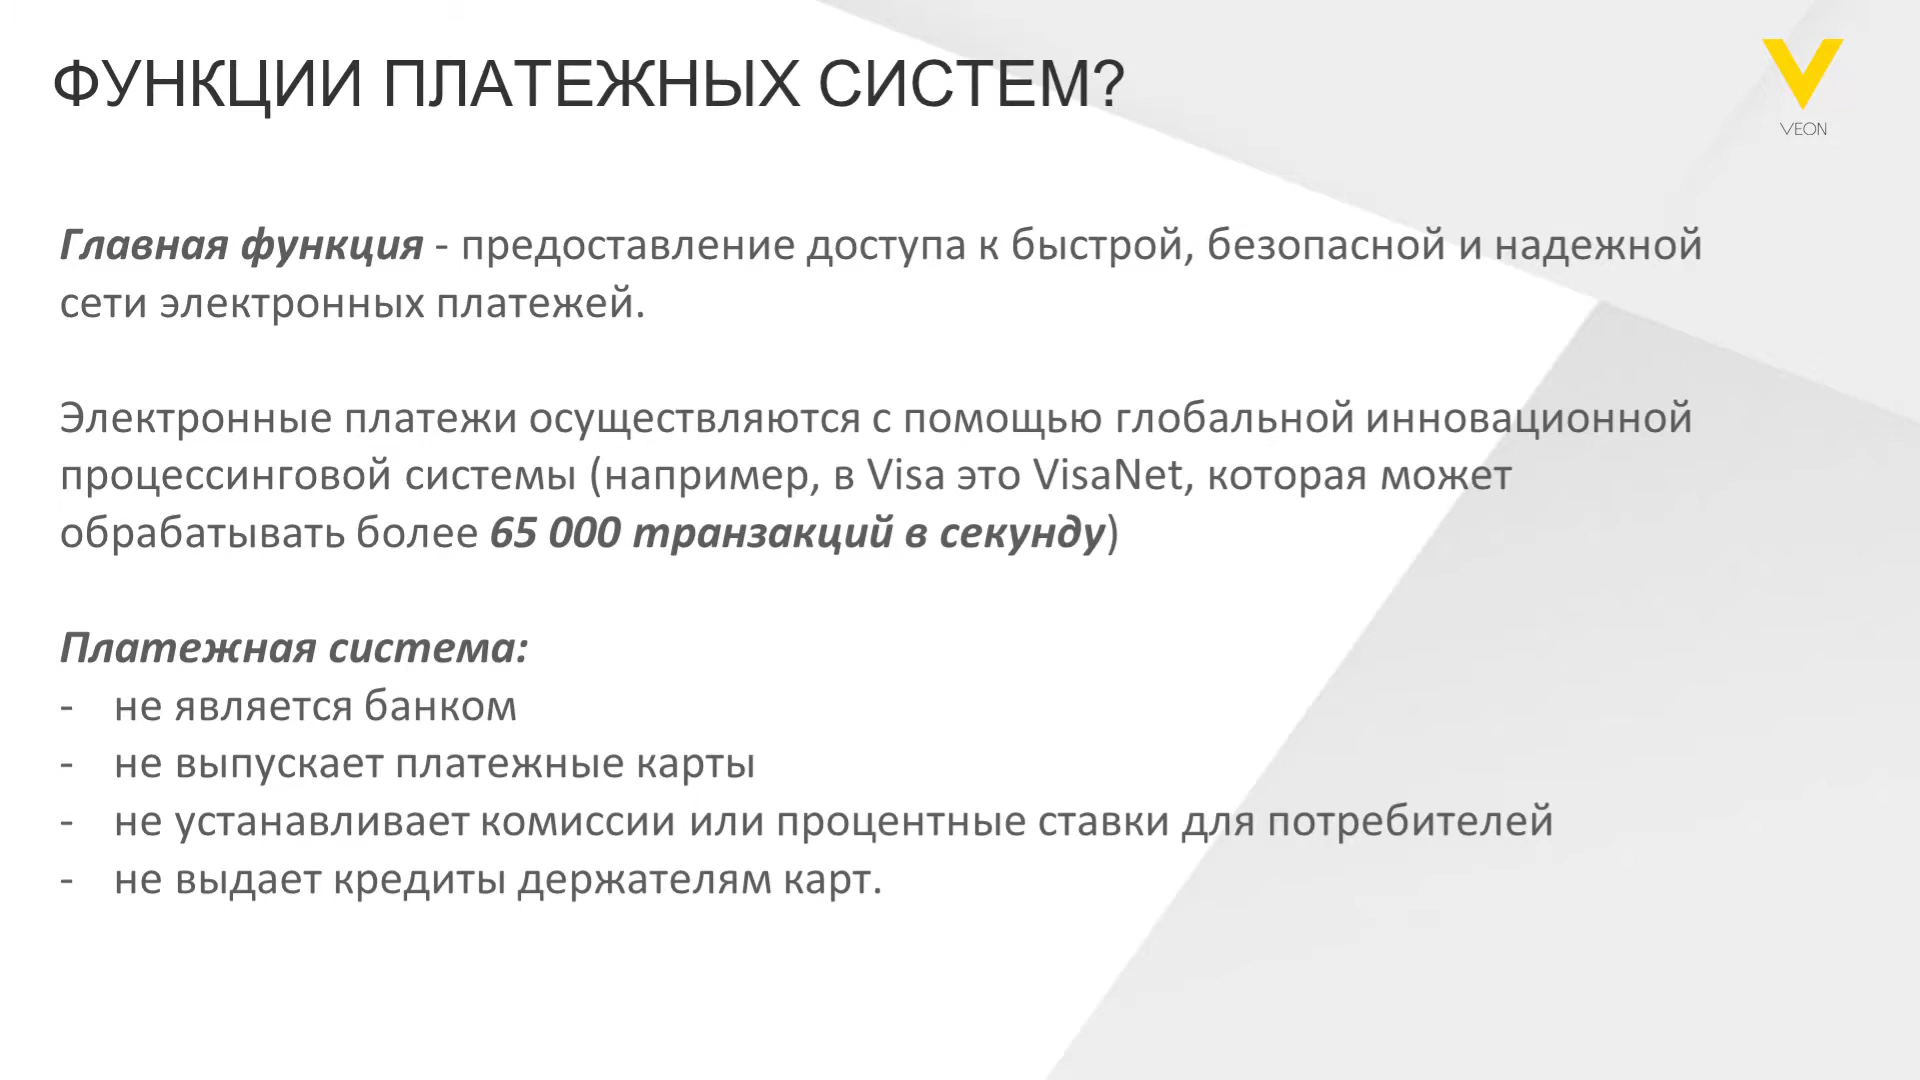 ФУНКЦИИ ПЛАТЕЖНЫХ СИСТЕМ?
VEON
Главная функция - предоставление доступа к быстрой, безопасной и надежной
сети электронных платежей.
Электронные платежи осуществляются с помощью глобальной инновационной
процессинговой системы (например, в Visa это VisaNet, которая может
обрабатывать более 65 000 транзакций в секунду)
Платежная система:
- не является банком
- не выпускает платежные карты
- не устанавливает комиссии или процентные ставки для потребителей
- не выдает кредиты держателям карт.